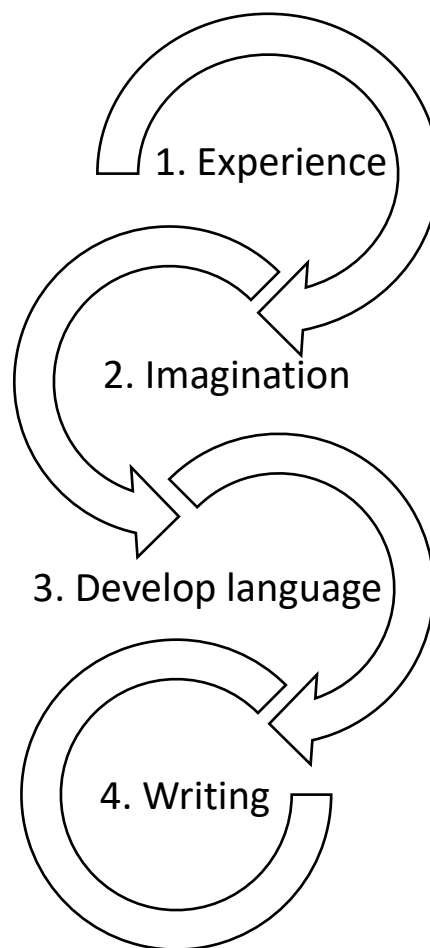 1. Experience
2. Imagination
3. Develop language
4. Writing